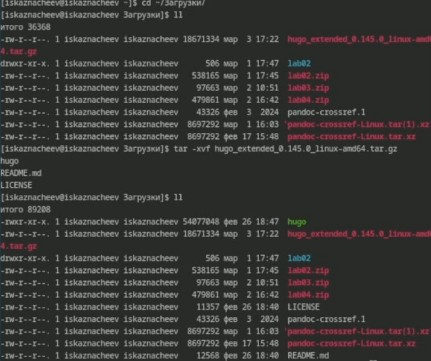 [iskaznacheev@iskaznacheev ~]$ cd ~/Загрузки/
[iskaznacheev@iskaznacheev Загрузки]$ ll
итого 36368
-rw-r--r--. 1 iskaznacheev iskaznacheev 18671334 мар  3 17:22 hugo_extended_0.145.0_linux-amd6
4.tar.gz
drwxr-xr-x. 1 iskaznacheev iskaznacheev      506 мар  1 17:47 lab02
-rw-r--r--. 1 iskaznacheev iskaznacheev   538165 мар  1 17:45 lab02.zip
-rw-r--r--. 1 iskaznacheev iskaznacheev    97663 мар  2 10:51 lab03.zip
-rw-r--r--. 1 iskaznacheev iskaznacheev   479861 мар  2 16:42 lab04.zip
-rw-r--r--. 1 iskaznacheev iskaznacheev    43326 фев  3  2024 pandoc-crossref.1
-rw-r--r--. 1 iskaznacheev iskaznacheev  8697292 мар  1 16:03 'pandoc-crossref-Linux.tar(1).xz'
-rw-r--r--. 1 iskaznacheev iskaznacheev  8697292 фев 17 15:48 pandoc-crossref-Linux.tar.xz
[iskaznacheev@iskaznacheev Загрузки]$ tar -xvf hugo_extended_0.145.0_linux-amd64.tar.gz
hugo
README.md
LICENSE
[iskaznacheev@iskaznacheev Загрузки]$ ll
итого 89208
-rwxr-xr-x. 1 iskaznacheev iskaznacheev 54077048 фев 26 18:47 hugo
-rw-r--r--. 1 iskaznacheev iskaznacheev 18671334 мар  3 17:22 hugo_extended_0.145.0_linux-amd6
4.tar.gz
drwxr-xr-x. 1 iskaznacheev iskaznacheev      506 мар  1 17:47 lab02
-rw-r--r--. 1 iskaznacheev iskaznacheev   538165 мар  1 17:45 lab02.zip
-rw-r--r--. 1 iskaznacheev iskaznacheev    97663 мар  2 10:51 lab03.zip
-rw-r--r--. 1 iskaznacheev iskaznacheev   479861 мар  2 16:42 lab04.zip
-rw-r--r--. 1 iskaznacheev iskaznacheev    11357 фев 26 18:40 LICENSE
-rw-r--r--. 1 iskaznacheev iskaznacheev    43326 фев  3  2024 pandoc-crossref.1
-rw-r--r--. 1 iskaznacheev iskaznacheev  8697292 мар  1 16:03 'pandoc-crossref-Linux.tar(1).xz'
-rw-r--r--. 1 iskaznacheev iskaznacheev  8697292 фев 17 15:48 pandoc-crossref-Linux.tar.xz
-rw-r--r--. 1 iskaznacheev iskaznacheev    12568 фев 26 18:40 README.md